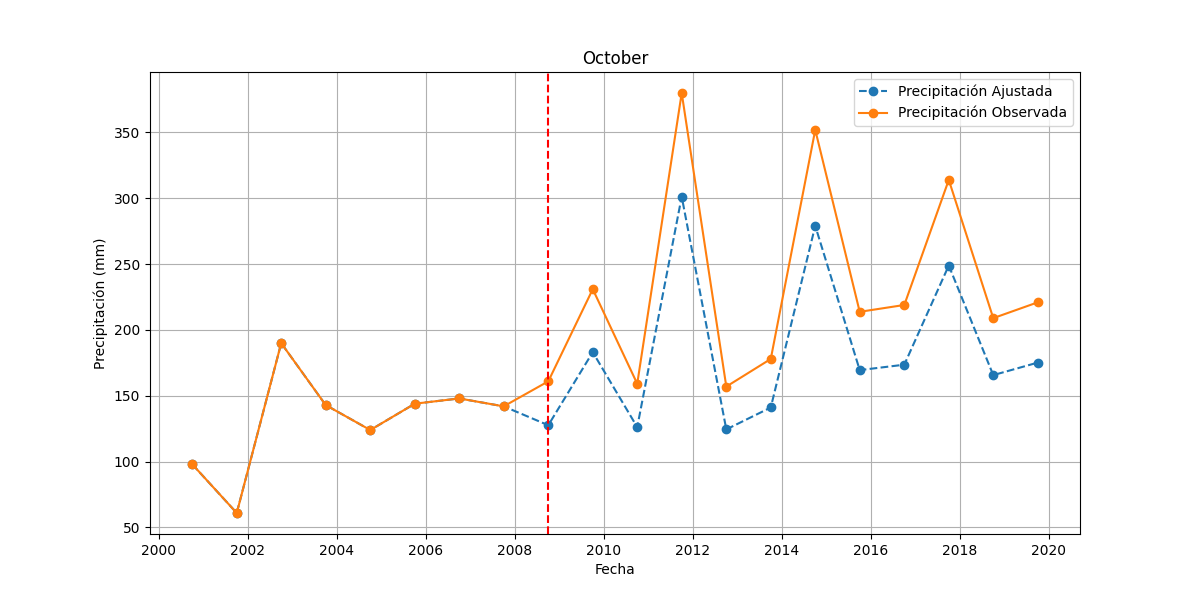 October
Precipitación Ajustada
Precipitación Observada
Precipitación (mm)
350
300
250
200
150
100
50
2000 2002 2004 2006 2008 2010 2012 2014 2016 2018 2020
Fecha